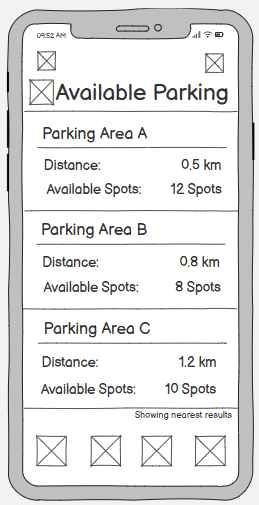 09:52 AM
Available Parking
Parking Area A
Distance: 0.5 km
Available Spots: 12 Spots
Parking Area B
Distance: 0.8 km
Available Spots: 8 Spots
Parking Area C
Distance: 1.2 km
Available Spots: 10 Spots
Showing nearest results